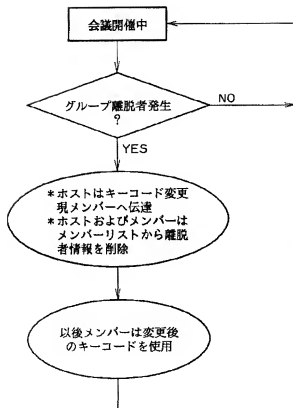 会議開催中
グループ離脱者発生
?
NO
YES
*ホストはキーコード変更
現メンバーへ伝達
*ホストおよびメンバーは
メンバーリストから離脱
者情報を削除
以後メンバーは変更後
のキーコードを使用